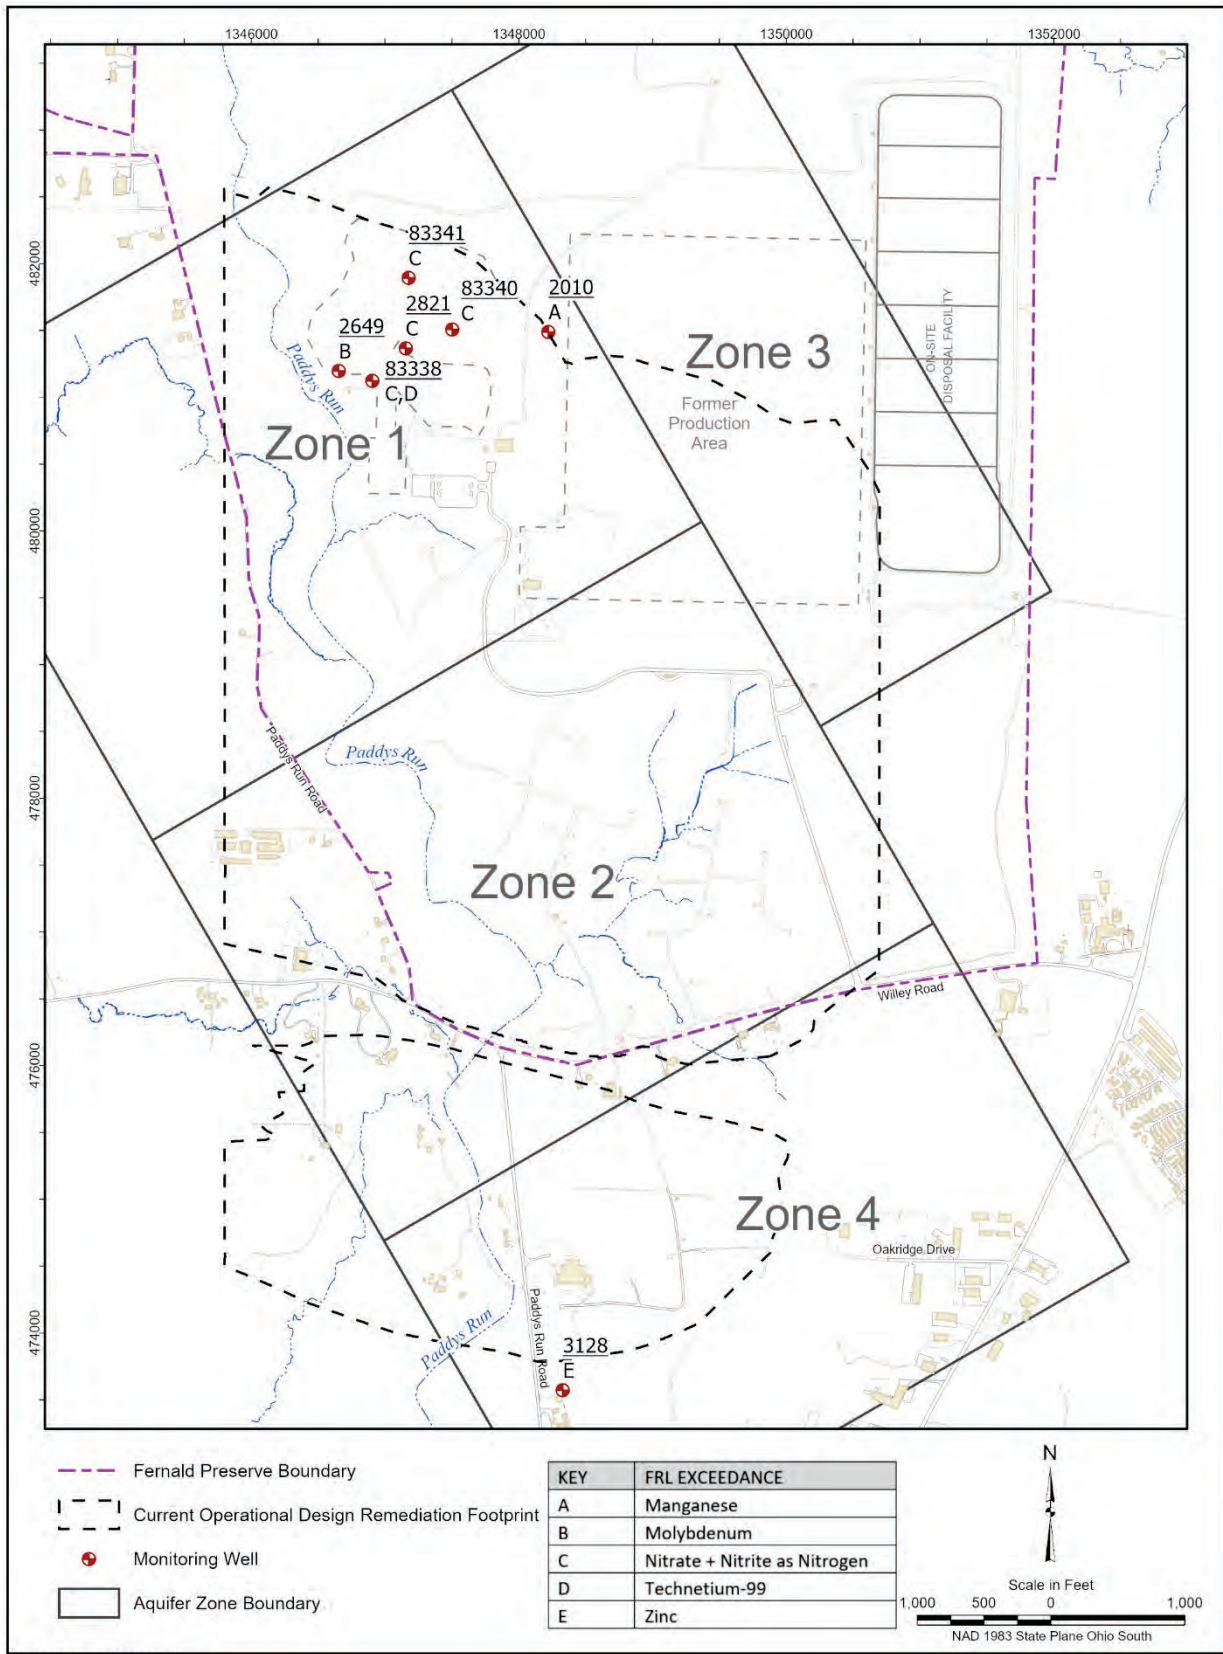 1346000
1348000
1350000
1352000
482000
480000
478000
476000
474000
83341
C
83340
C
2821
C
2010
A
2649
B
83338
C,D
Zone 3
Former
Production
Area
ON-SITE
DISPOSAL FACILITY
Paddys Run
Zone 1
Paddys Run Road
Paddys Run
Zone 2
Willey Road
Zone 4
Oakridge Drive
Paddys Run
Paddys Run Road
3128
E
Fernald Preserve Boundary
Current Operational Design Remediation Footprint
Monitoring Well
Aquifer Zone Boundary
KEY FRL EXCEEDANCE
A Manganese
B Molybdenum
C Nitrate + Nitrite as Nitrogen
D Technetium-99
E Zinc
N
Scale in Feet
1,000 500 0 1,000
NAD 1983 State Plane Ohio South